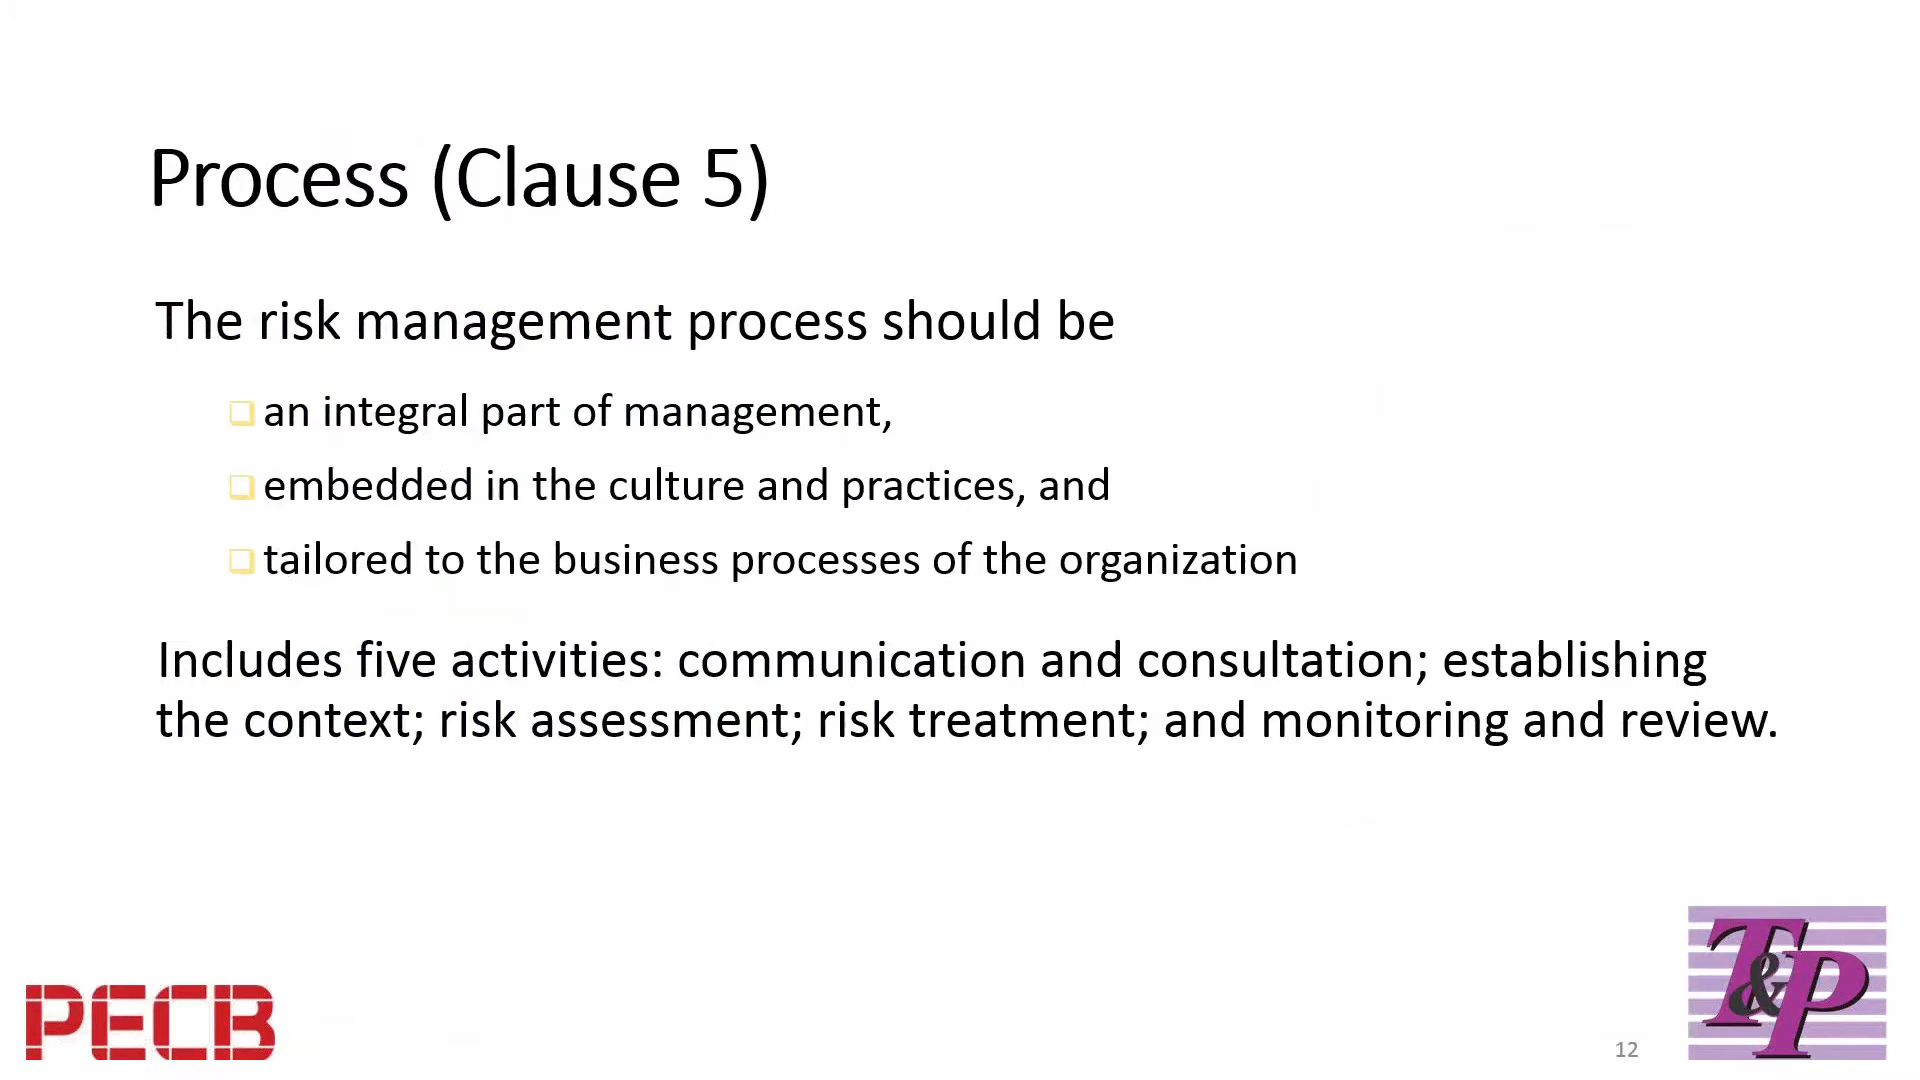 Process (Clause 5)
The risk management process should be
an integral part of management,
embedded in the culture and practices, and
tailored to the business processes of the organization
Includes five activities: communication and consultation; establishing
the context; risk assessment; risk treatment; and monitoring and review.
PECB
12
T&P